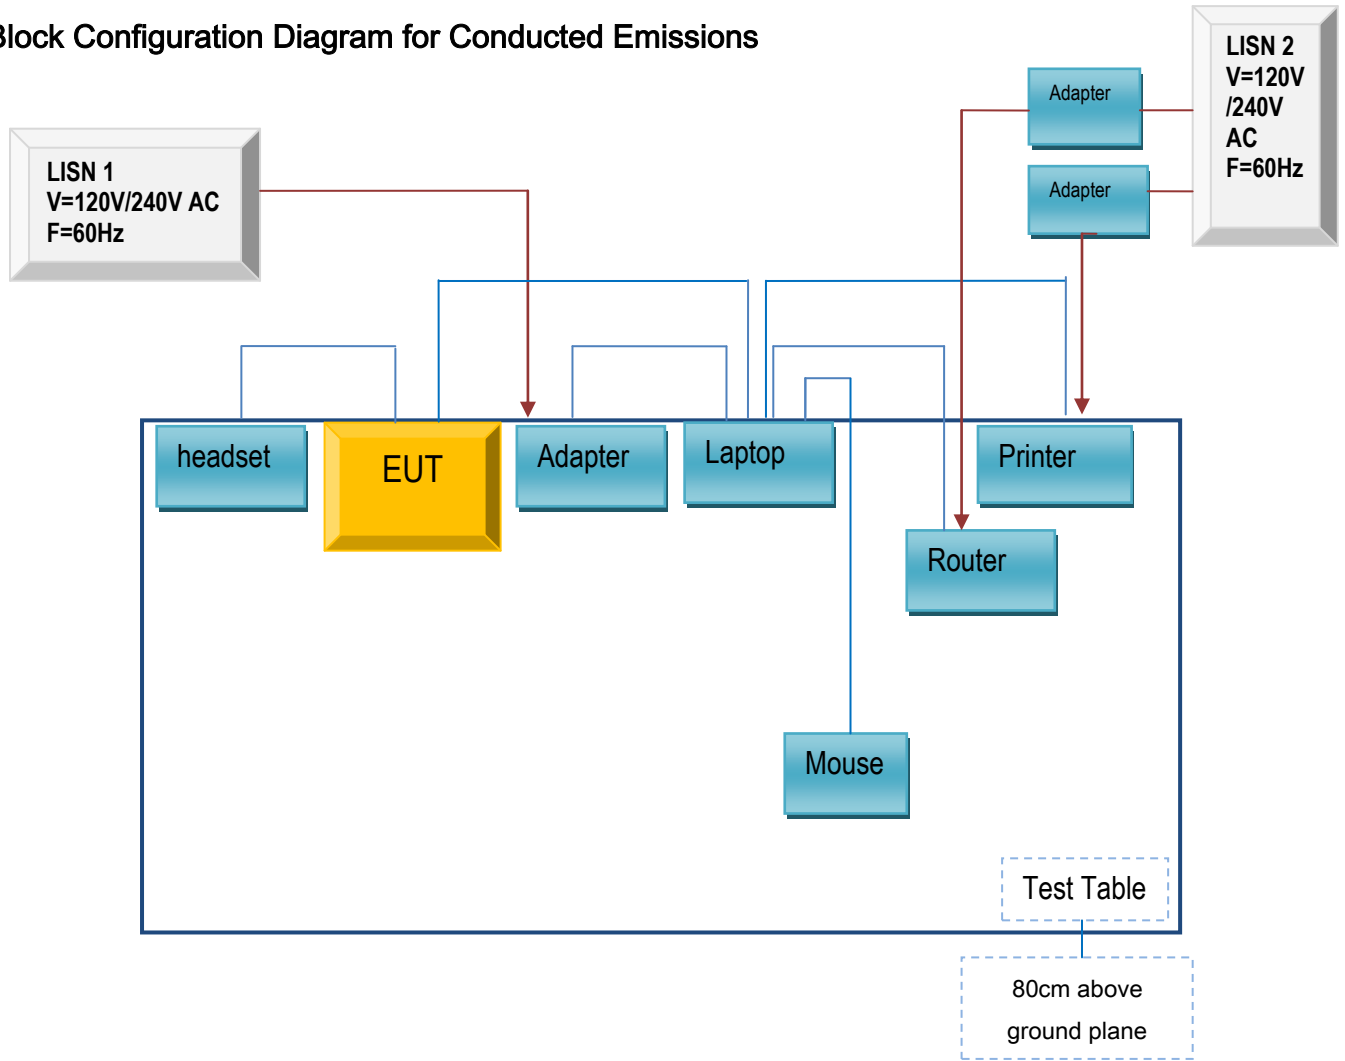 Block Configuration Diagram for Conducted Emissions
LISN 1
V=120V/240V AC
F=60Hz
Adapter
Adapter
LISN 2
V=120V
/240V
AC
F=60Hz
headset
EUT
Adapter
Laptop
Printer
Router
Mouse
Test Table
80cm above
ground plane